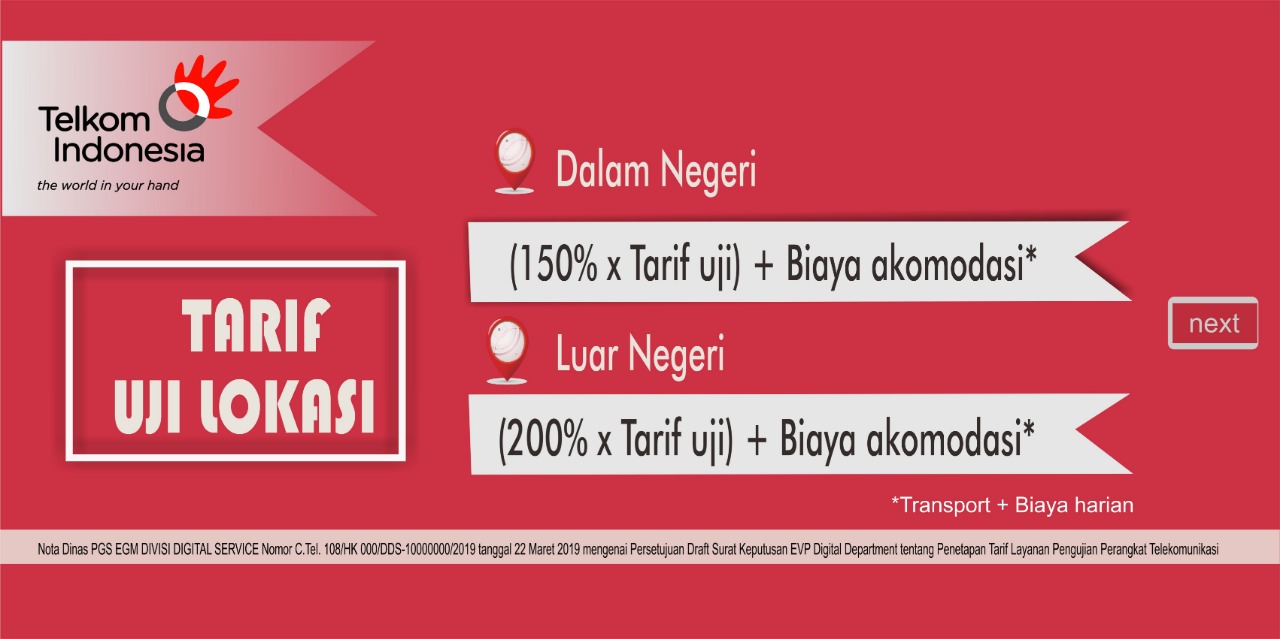 Telkom
Indonesia
the world in your hand
TARIF
UJI LOKASI
Dalam Negeri
(150% x Tarif uji) + Biaya akomodasi*
Luar Negeri
(200% x Tarif uji) + Biaya akomodasi*
*Transport + Biaya harian
next
Nota Dinas PGS EGM DIVISI DIGITAL SERVICE Nomor C.Tel. 108/HK 000/DDS-10000000/2019 tanggal 22 Maret 2019 mengenai Persetujuan Draft Surat Keputusan EVP Digital Department tentang Penetapan Tarif Layanan Pengujian Perangkat Telekomunikasi